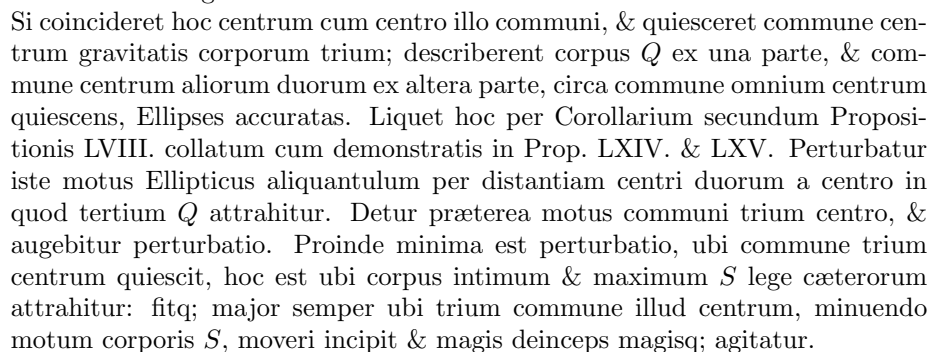 Si coincideret hoc centrum cum centro illo communi, & quiesceret commune cen-
trum gravitatis corporum trium; describerent corpus Q ex una parte, & com-
mune centrum aliorum duorum ex altera parte, circa commune omnium centrum
quiescens, Ellipses accuratas. Liquet hoc per Corollarium secundum Proposi-
tionis LVIII. collatum cum demonstratis in Prop. LXIV. & LXV. Perturbatur
iste motus Ellipticus aliquantulum per distantiam centri duorum a centro in
quod tertium Q attrahitur. Detur præterea motus communi trium centro, &
augebitur perturbatio. Proinde minima est perturbatio, ubi commune trium
centrum quiescit, hoc est ubi corpus intimum & maximum S lege cæterorum
attrahitur: fitq; major semper ubi trium commune illud centrum, minuendo
motum corporis S, moveri incipit & magis deinceps magisq; agitatur.